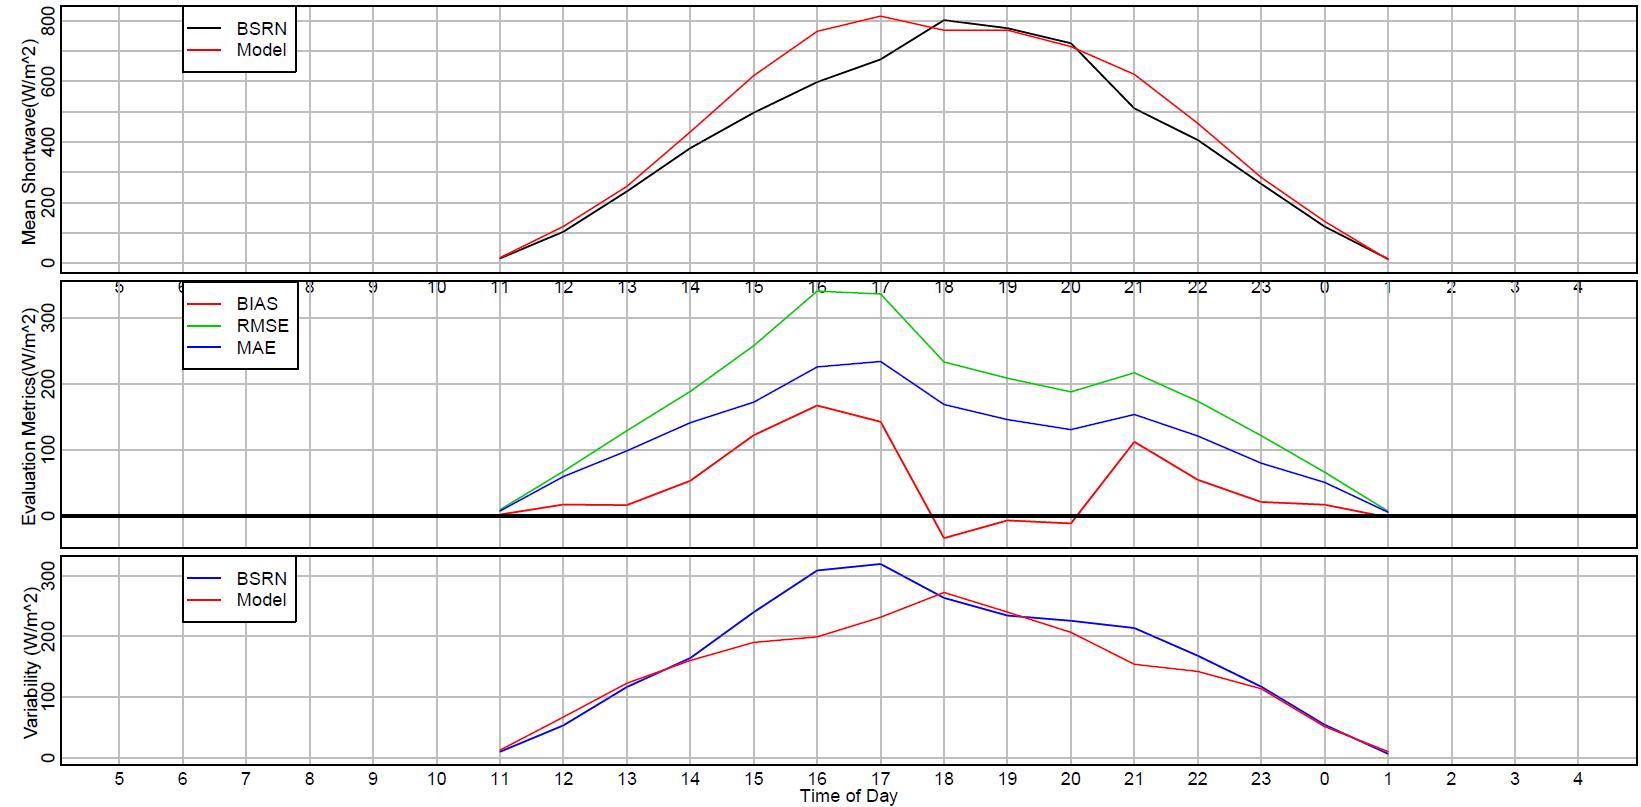 Mean Shortwave(W/m^2)
0 200 400 600 800
BSRN
Model
5 6 7 8 9 10 11 12 13 14 15 16 17 18 19 20 21 22 23 0 1 2 3 4
Evaluation Metrics(W/m^2)
0 100 200 300
BIAS
RMSE
MAE
Variability (W/m^2)
0 100 200 300
BSRN
Model
5 6 7 8 9 10 11 12 13 14 15 16 17 18 19 20 21 22 23 0 1 2 3 4
Time of Day